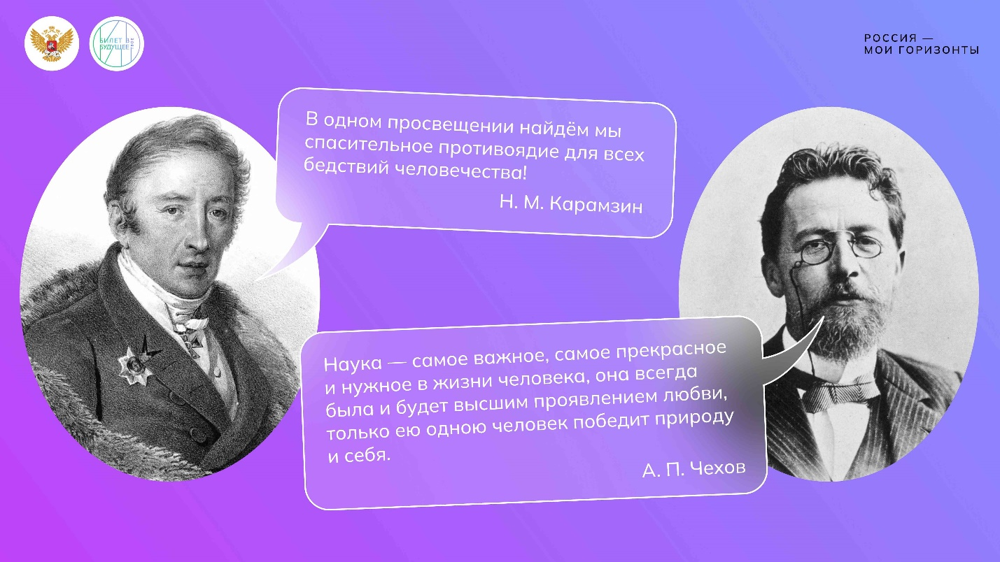 БИЛЕТ В
БУДУЩЕЕ
ТВОЕ
РОССИЯ —
МОИ ГОРИЗОНТЫ
В одном просвещении найдём мы
спасительное противоядие для всех
бедствий человечества!
Н. М. Карамзин
Наука — самое важное, самое прекрасное
и нужное в жизни человека, она всегда
была и будет высшим проявлением любви,
только ею одною человек победит природу
и себя.
А. П. Чехов